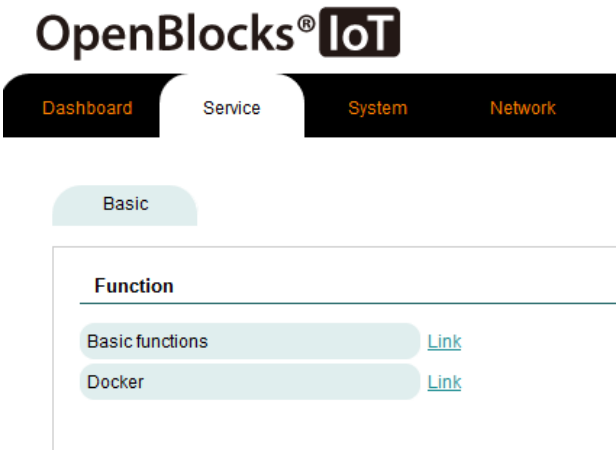 OpenBlocks® IoT
Dashboard Service System Network
Basic
Function
Basic functions Link
Docker Link